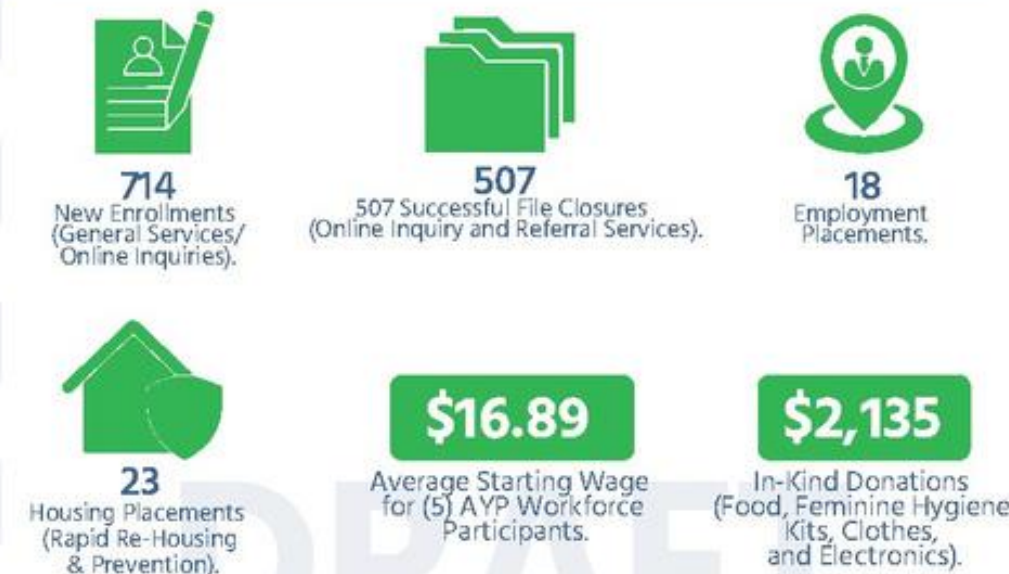 714
New Enrollments
(General Services/
Online Inquiries).
507
507 Successful File Closures
(Online Inquiry and Referral Services).
18
Employment
Placements.
23
Housing Placements
(Rapid Re-Housing
& Prevention).
$16.89
Average Starting Wage
for (5) AYP Workforce
Participants.
$2,135
In-Kind Donations
(Food, Feminine Hygiene
Kits, Clothes,
and Electronics).
DRAFT